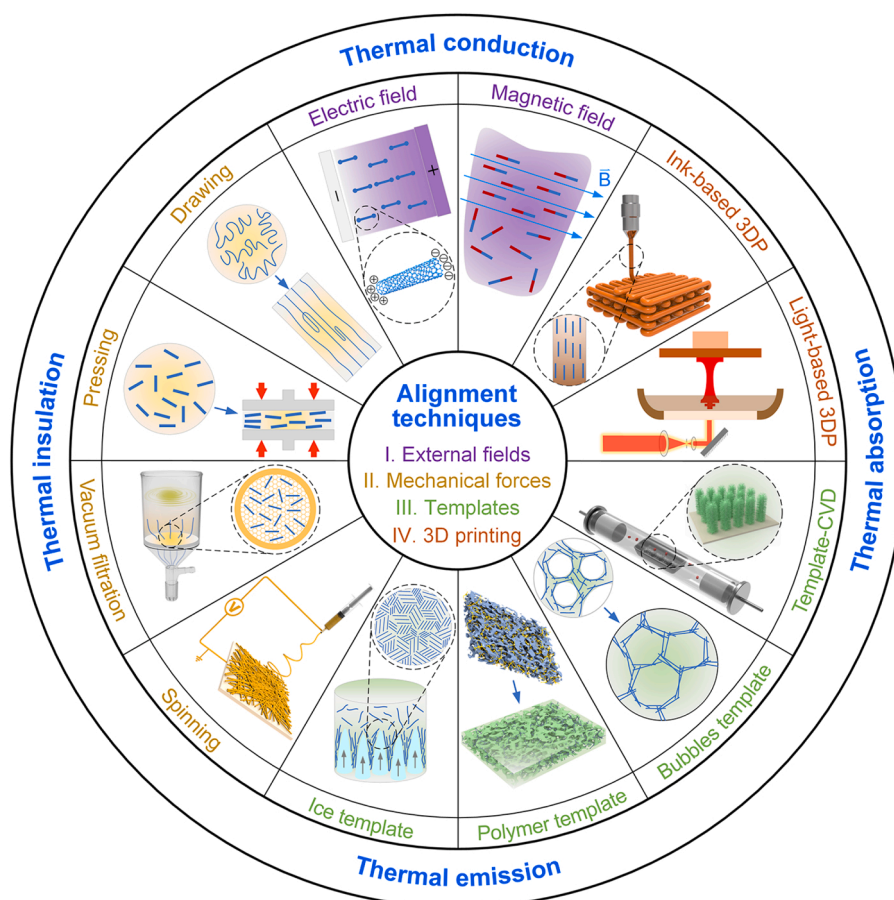 Thermal conduction
Electric field
Magnetic field
Drawing
Ink-based 3DP
−
+
B̅
Pressing
Light-based 3DP
Thermal insulation
Thermal absorption
Alignment
techniques
I. External fields
II. Mechanical forces
III. Templates
IV. 3D printing
Vacuum filtration
Template-CVD
V
Spinning
Bubbles template
Ice template
Polymer template
Thermal emission